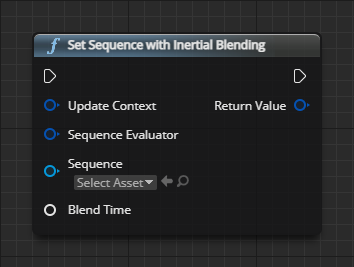 f Set Sequence with Inertial Blending
Update Context Return Value
Sequence Evaluator
Sequence
Select Asset
Blend Time